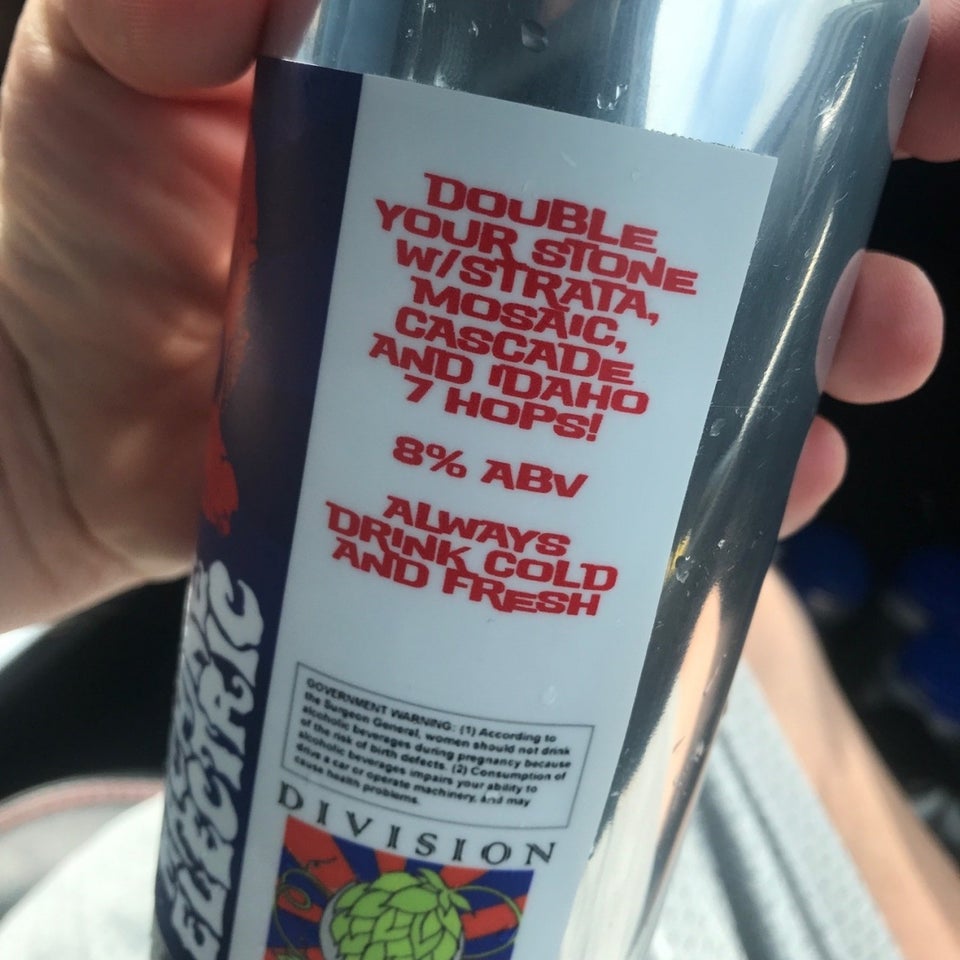 DOUBLE
YOUR STONE
W/STRATA,
MOSAIC,
CASCADE
AND IDAHO
7 HOPS!
8% ABV
ALWAYS
DRINK COLD
AND FRESH
GOVERNMENT WARNING: (1) According to
the Surgeon General, women should not drink
alcoholic beverages during pregnancy because
of the risk of birth defects. (2) Consumption of
alcoholic beverages impairs your ability to
drive a car or operate machinery, and may
cause health problems.
DIVISION
ELECTRIC